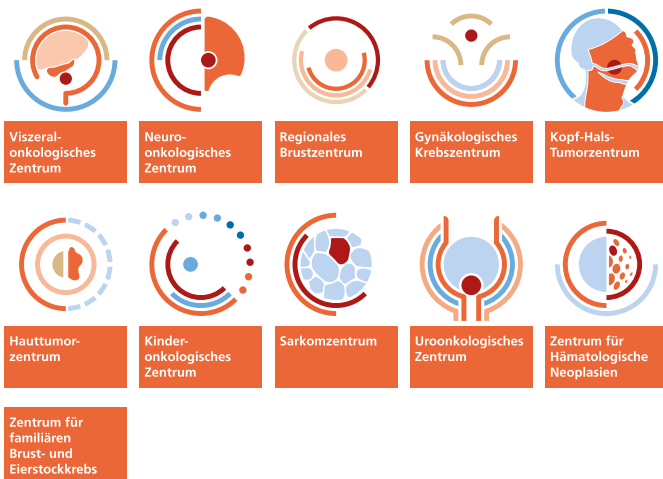 Viszeral-
onkologisches
Zentrum
Neuro-
onkologisches
Zentrum
Regionales
Brustzentrum
Gynäkologisches
Krebszentrum
Kopf-Hals-
Tumorzentrum
Hauttumor-
zentrum
Kinder-
onkologisches
Zentrum
Sarkomzentrum
Uroonkologisches
Zentrum
Zentrum für
Hämatologische
Neoplasien
Zentrum für
familiären
Brust- und
Eierstockkrebs